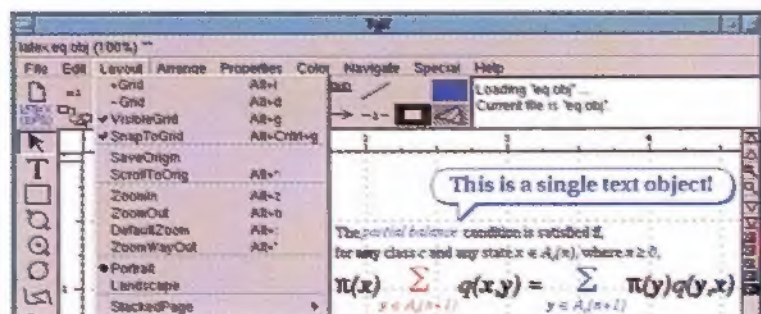 Tgif
latex:eq.obj (100%)
File Edit Layout Arrange Properties Color Navigate Special Help
+Grid Alt+i
-Grid Alt+d
VisibleGrid Alt+g
SnapToGrid Alt+Cntrl+g
SaveOrigin
ScrollToOrig Alt+^
ZoomIn Alt+z
ZoomOut Alt+o
DefaultZoom Alt+:
ZoomWayOut Alt+`
Portrait
Landscape
StackedPage
Loading "eq.obj" ...
Current file is "eq.obj".
T
This is a single text object!
The partial balance condition is satisfied if,
for any class c and any state x ∈ A_c(n), where n ≥ 0,
π(x) ∑ q(x,y) = ∑ π(y)q(y,x)
y ∈ A_c(n+1) y ∈ A_c(n+1)